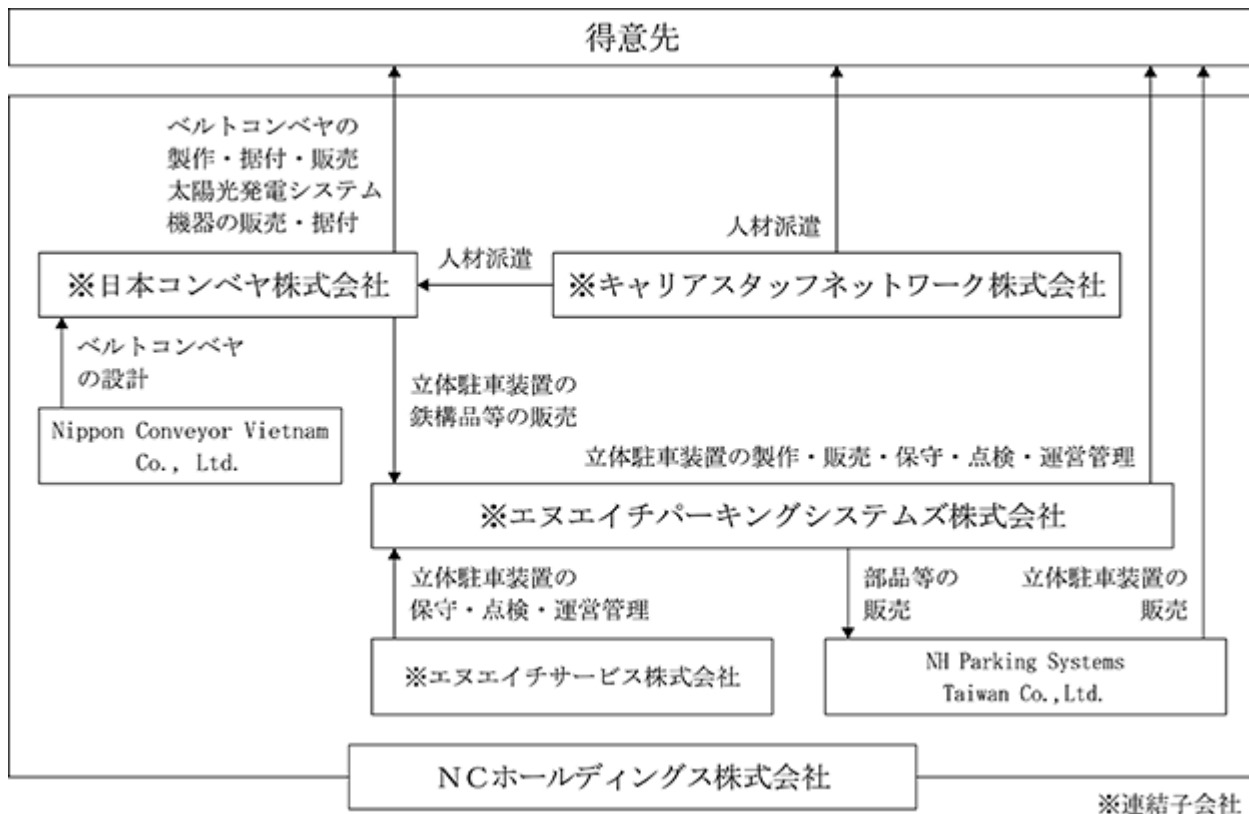 得意先
ベルトコンベヤの
製作・据付・販売
太陽光発電システム
機器の販売・据付
人材派遣
人材派遣
※日本コンベヤ株式会社
※キャリアスタッフネットワーク株式会社
ベルトコンベヤ
の設計
立体駐車装置の
鉄構品等の販売
Nippon Conveyor Vietnam
Co., Ltd.
立体駐車装置の製作・販売・保守・点検・運営管理
※エヌエイチパーキングシステムズ株式会社
立体駐車装置の
保守・点検・運営管理
部品等の
販売
立体駐車装置の
販売
※エヌエイチサービス株式会社
NH Parking Systems
Taiwan Co.,Ltd.
ＮＣホールディングス株式会社
※連結子会社